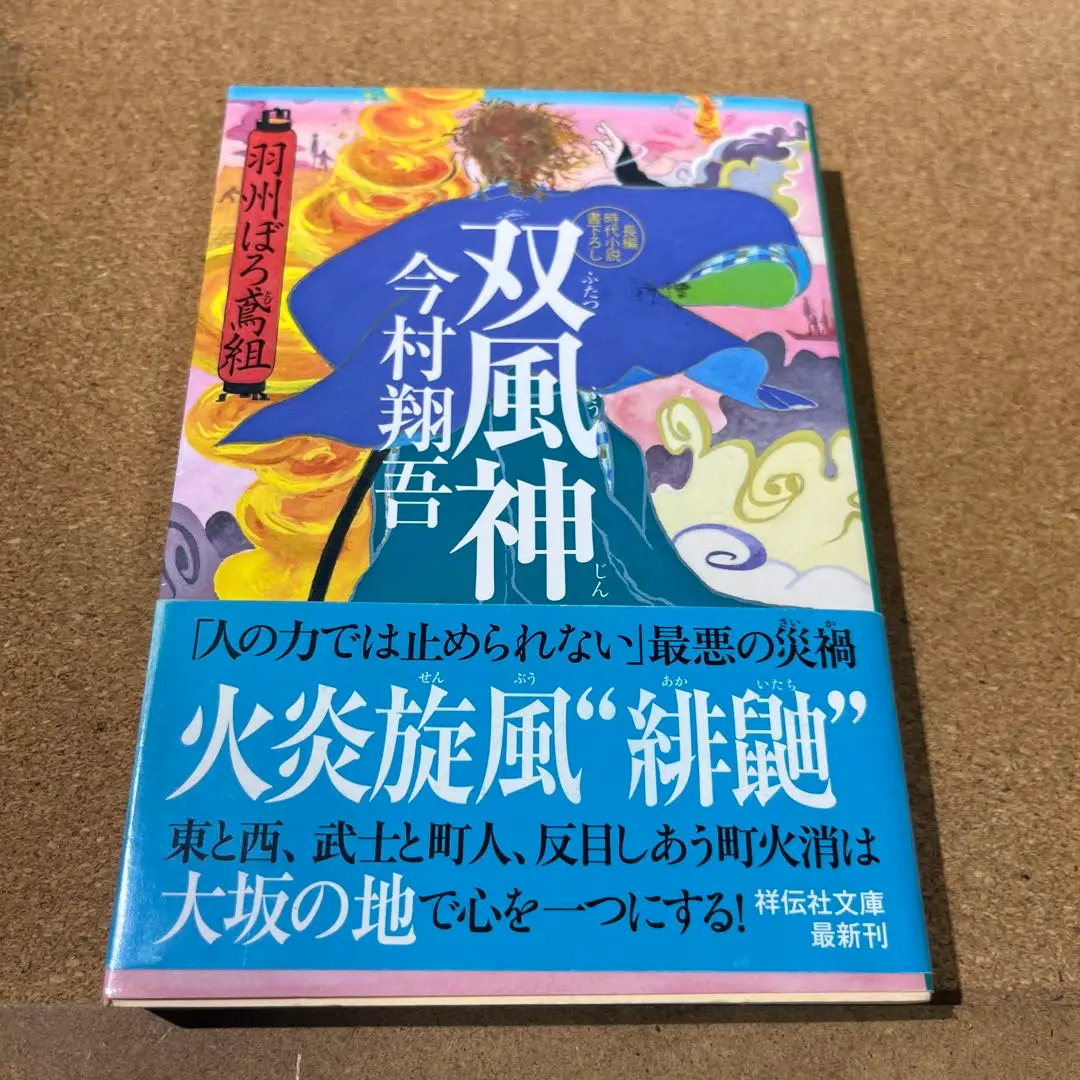 羽州ぼろ鳶組
とび
長編
時代小説
書下ろし
双風神
ふたつ
ふうじん
今村翔吾
「人の力では止められない」最悪の災禍
さいか
火炎旋風“緋鼬”
せんぷう
あかいたち
東と西、武士と町人、反目しあう町火消は
大坂の地で心を一つにする!
祥伝社文庫
最新刊